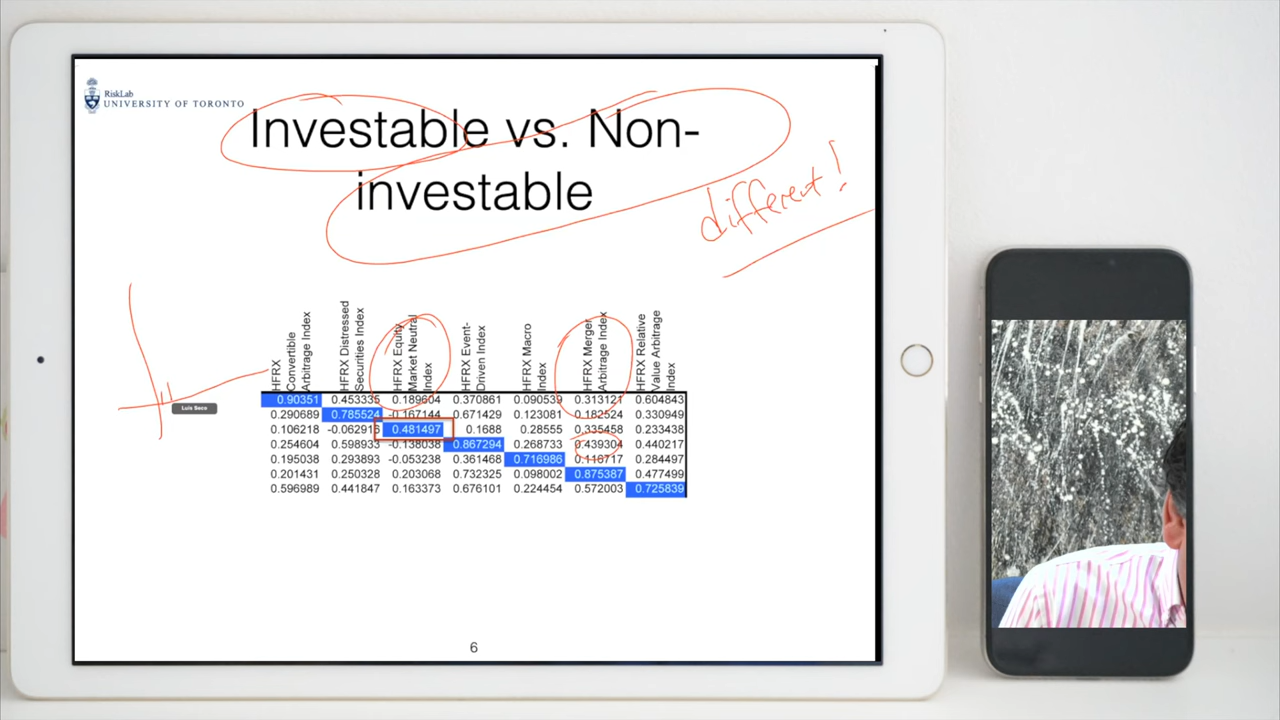 RiskLab
UNIVERSITY OF TORONTO
Investable vs. Non-
investable
different!
HFRX
Convertible
Arbitrage Index
HFRX Distressed
Securities Index
HFRX Equity
Market Neutral
Index
HFRX Event-
Driven Index
HFRX Macro
Index
HFRX Merger
Arbitrage Index
HFRX Relative
Value Arbitrage
Index
0.90351 0.453335 0.189604 0.370861 0.090539 0.313121 0.604843
0.290689 0.785524 -0.167144 0.671429 0.123081 0.182524 0.330949
0.106218 -0.062916 0.481497 0.1688 0.28555 0.335458 0.233438
0.254604 0.598933 -0.138038 0.867294 0.268733 0.439304 0.440217
0.195038 0.293893 -0.053238 0.361468 0.716986 0.116717 0.284497
0.201431 0.250328 0.203068 0.732325 0.098002 0.875387 0.477499
0.596989 0.441847 0.163373 0.676101 0.224454 0.572003 0.725839
Luis Seco
6